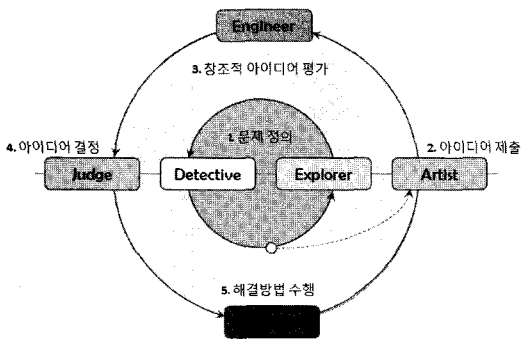 Engineer
3. 창조적 아이디어 평가
4. 아이디어 결정
1. 문제 정의
2. 아이디어 제출
Judge
Detective
Explorer
Artist
5. 해결방법 수행